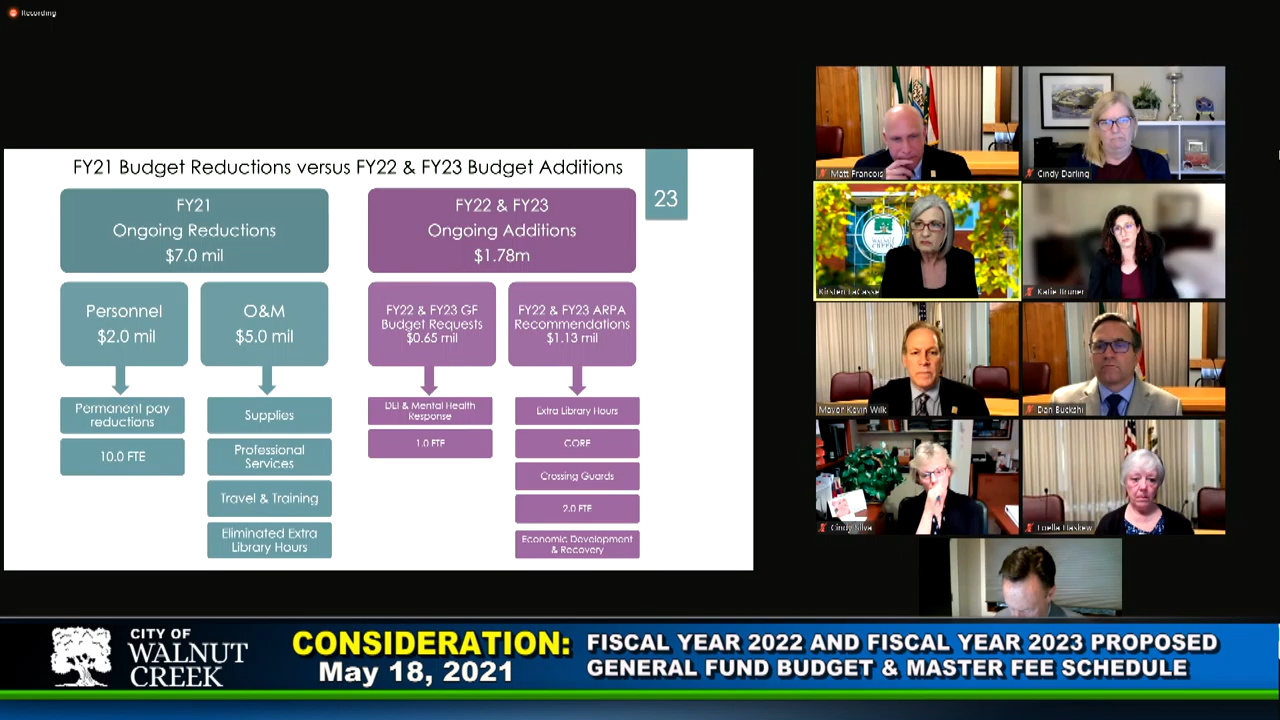 Recording
FY21 Budget Reductions versus FY22 & FY23 Budget Additions
23
FY21
Ongoing Reductions
$7.0 mil
FY22 & FY23
Ongoing Additions
$1.78m
Personnel
$2.0 mil
O&M
$5.0 mil
FY22 & FY23 GF
Budget Requests
$0.65 mil
FY22 & FY23 ARPA
Recommendations
$1.13 mil
Permanent pay
reductions
10.0 FTE
Supplies
Professional
Services
Travel & Training
Eliminated Extra
Library Hours
DEI & Mental Health
Response
1.0 FTE
Extra Library Hours
CORE
Crossing Guards
2.0 FTE
Economic Development
& Recovery
Matt Francois
Cindy Darling
WALNUT
CREEK
Kirsten LaCasse
Katie Bruner
Mayor Kevin Wilk
Dan Buckshi
Cindy Silva
Loella Haskew
CITY OF
WALNUT
CREEK
CONSIDERATION:
May 18, 2021
FISCAL YEAR 2022 AND FISCAL YEAR 2023 PROPOSED
GENERAL FUND BUDGET & MASTER FEE SCHEDULE